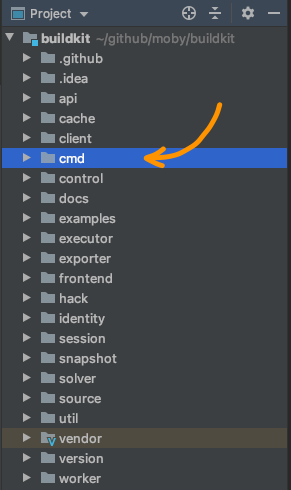 Project
buildkit ~/github/moby/buildkit
.github
.idea
api
cache
client
cmd
control
docs
examples
executor
exporter
frontend
hack
identity
session
snapshot
solver
source
util
vendor
version
worker